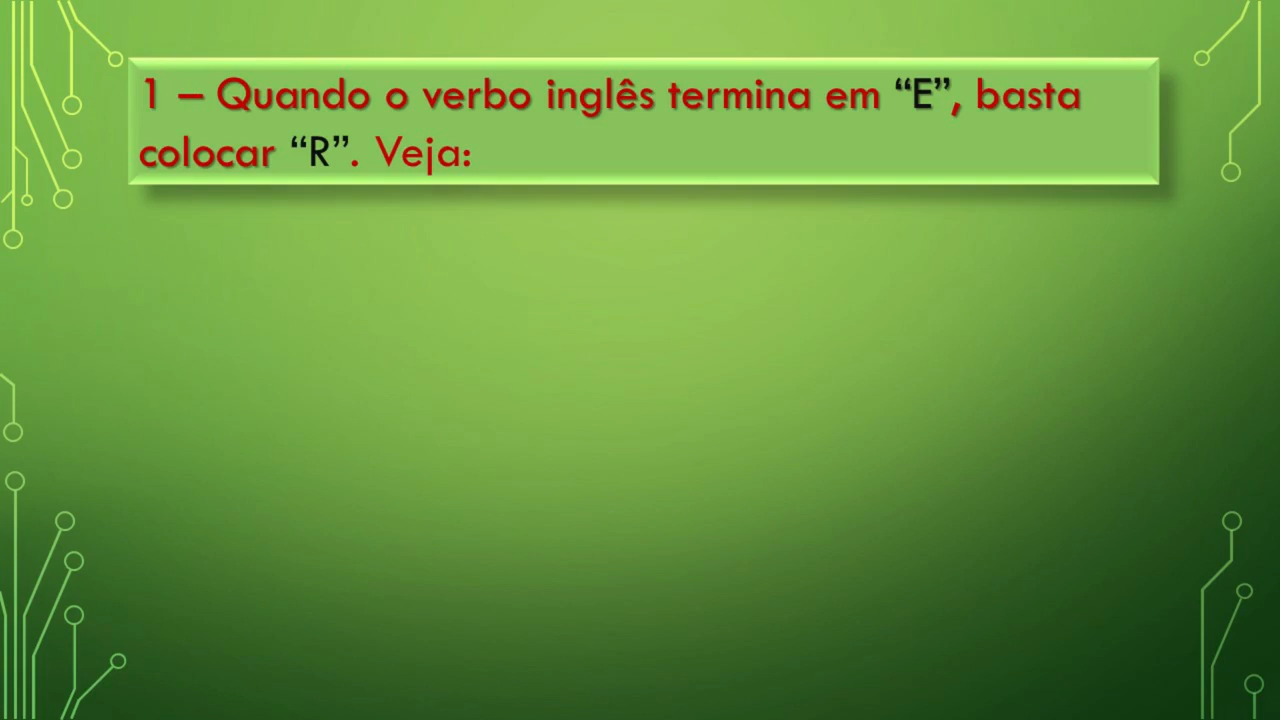 1 – Quando o verbo inglês termina em “E”, basta
colocar “R”. Veja: